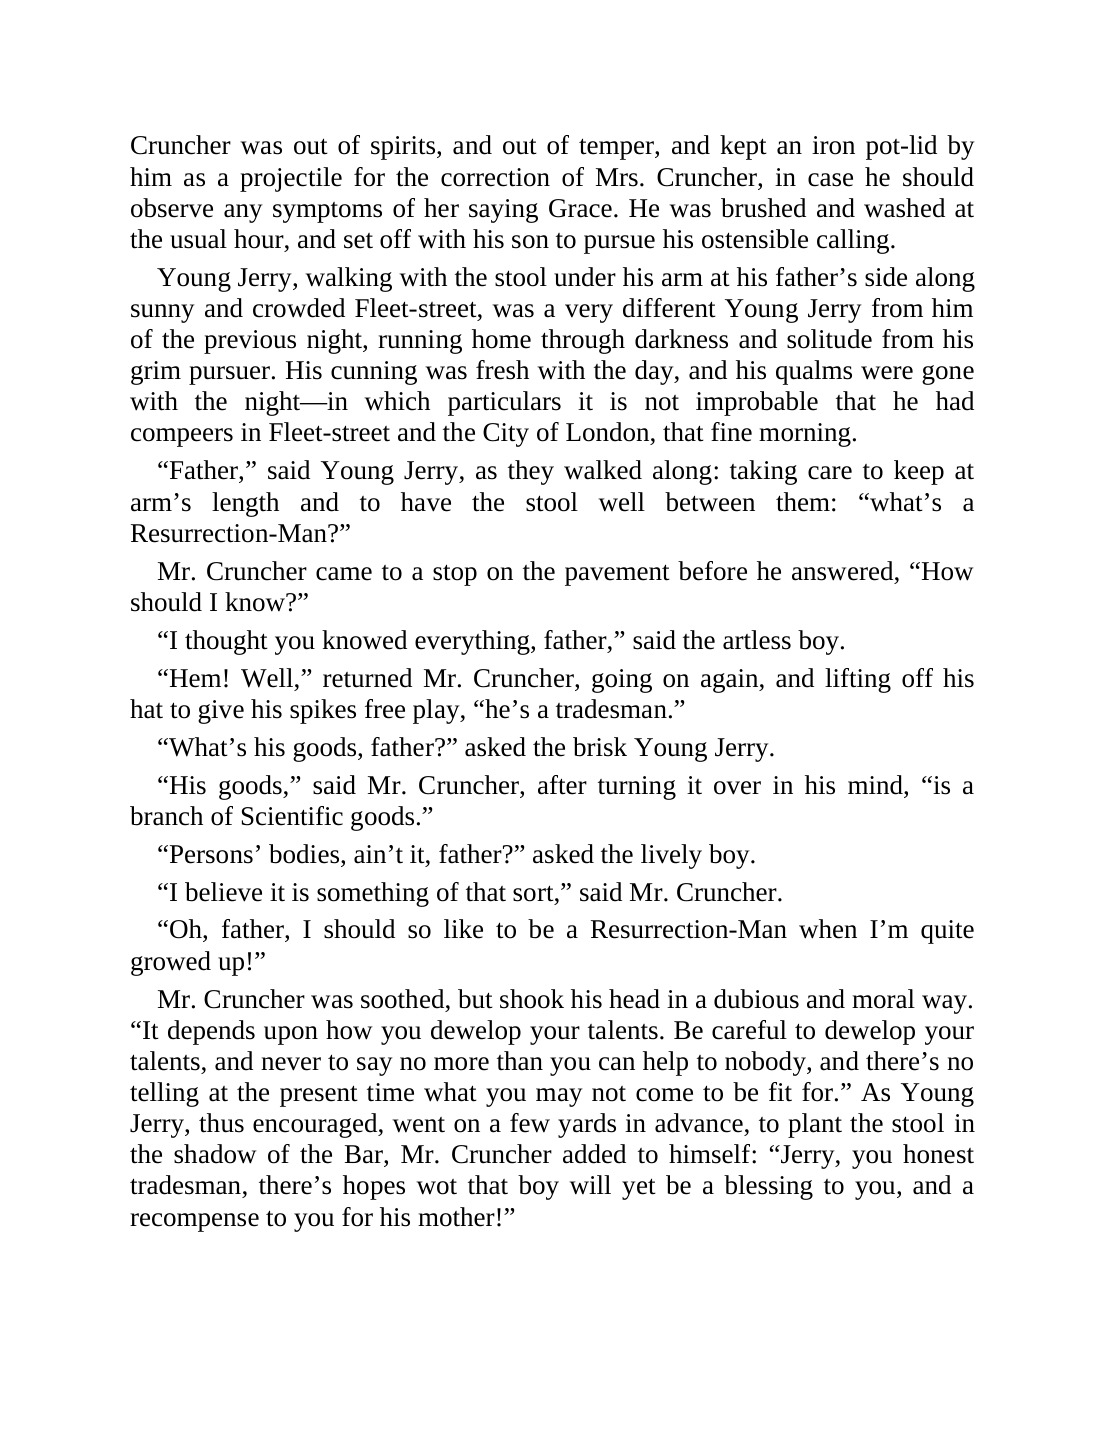 Cruncher was out of spirits, and out of temper, and kept an iron pot-lid by
him as a projectile for the correction of Mrs. Cruncher, in case he should
observe any symptoms of her saying Grace. He was brushed and washed at
the usual hour, and set off with his son to pursue his ostensible calling.
Young Jerry, walking with the stool under his arm at his father’s side along
sunny and crowded Fleet-street, was a very different Young Jerry from him
of the previous night, running home through darkness and solitude from his
grim pursuer. His cunning was fresh with the day, and his qualms were gone
with the night—in which particulars it is not improbable that he had
compeers in Fleet-street and the City of London, that fine morning.
“Father,” said Young Jerry, as they walked along: taking care to keep at
arm’s length and to have the stool well between them: “what’s a
Resurrection-Man?”
Mr. Cruncher came to a stop on the pavement before he answered, “How
should I know?”
“I thought you knowed everything, father,” said the artless boy.
“Hem! Well,” returned Mr. Cruncher, going on again, and lifting off his
hat to give his spikes free play, “he’s a tradesman.”
“What’s his goods, father?” asked the brisk Young Jerry.
“His goods,” said Mr. Cruncher, after turning it over in his mind, “is a
branch of Scientific goods.”
“Persons’ bodies, ain’t it, father?” asked the lively boy.
“I believe it is something of that sort,” said Mr. Cruncher.
“Oh, father, I should so like to be a Resurrection-Man when I’m quite
growed up!”
Mr. Cruncher was soothed, but shook his head in a dubious and moral way.
“It depends upon how you dewelop your talents. Be careful to dewelop your
talents, and never to say no more than you can help to nobody, and there’s no
telling at the present time what you may not come to be fit for.” As Young
Jerry, thus encouraged, went on a few yards in advance, to plant the stool in
the shadow of the Bar, Mr. Cruncher added to himself: “Jerry, you honest
tradesman, there’s hopes wot that boy will yet be a blessing to you, and a
recompense to you for his mother!”